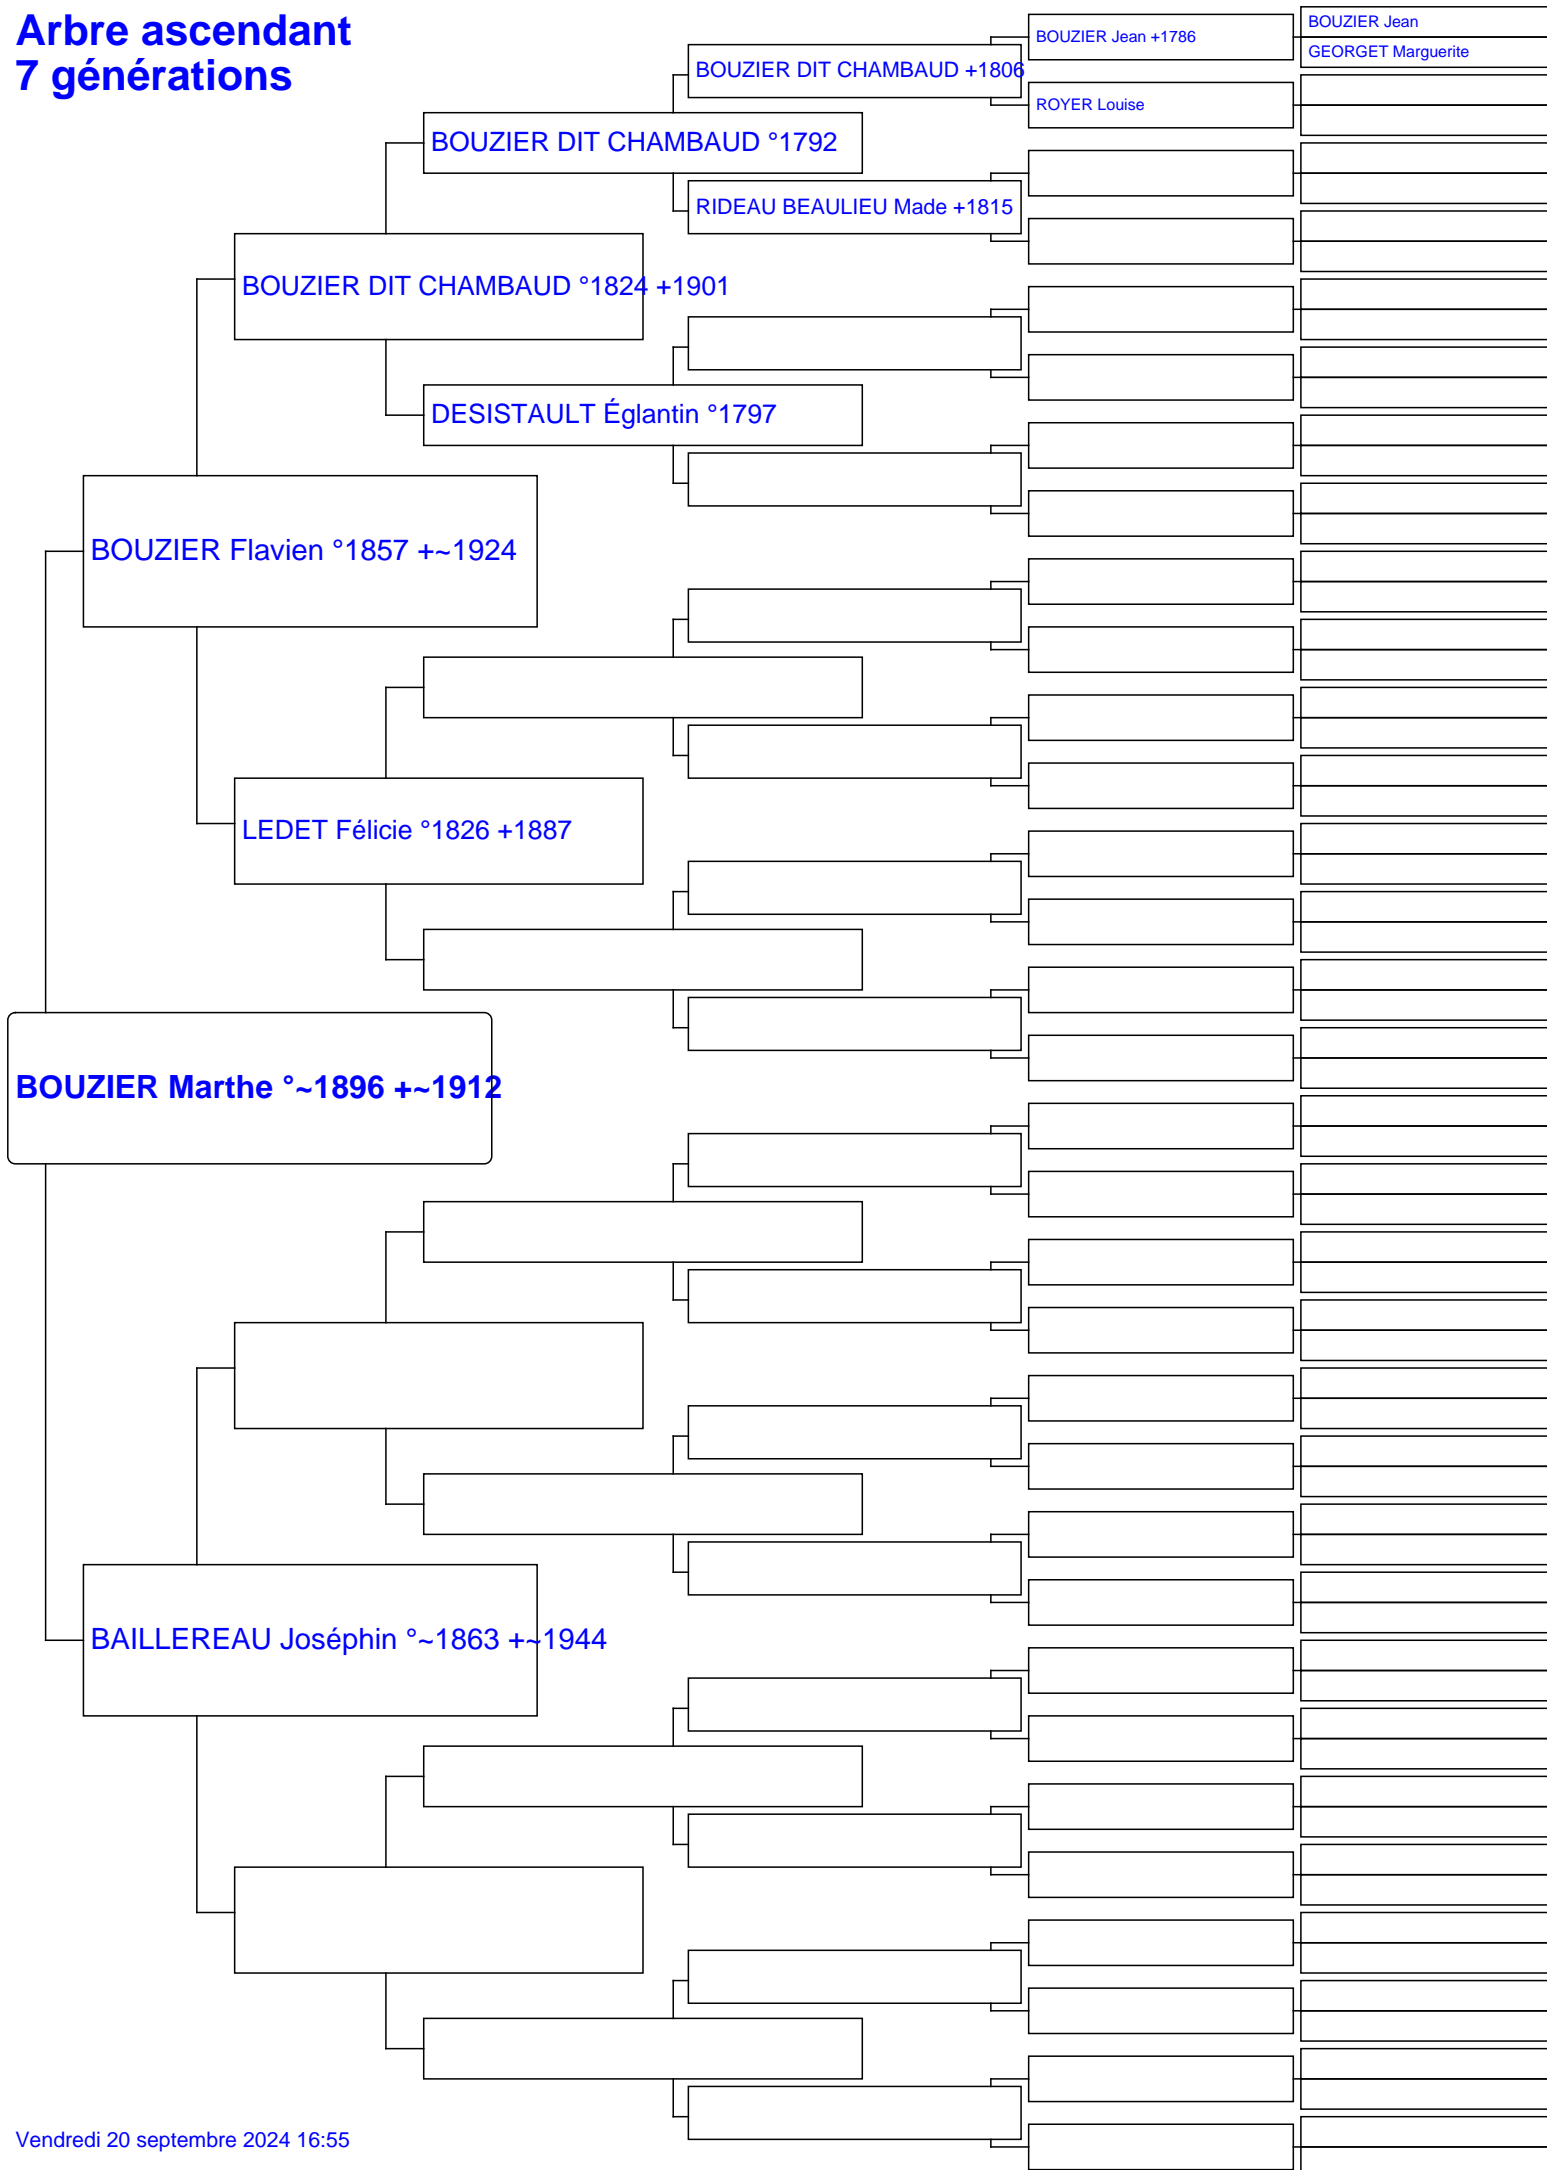 Arbre ascendant
7 générations
BOUZIER Jean
GEORGET Marguerite
BOUZIER Jean +1786
BOUZIER DIT CHAMBAUD +1806
ROYER Louise
BOUZIER DIT CHAMBAUD °1792
RIDEAU BEAULIEU Made +1815
BOUZIER DIT CHAMBAUD °1824 +1901
DESISTAULT Églantin °1797
BOUZIER Flavien °1857 +~1924
LEDET Félicie °1826 +1887
BOUZIER Marthe °~1896 +~1912
BAILLEREAU Joséphin °~1863 +~1944
Vendredi 20 septembre 2024 16:55